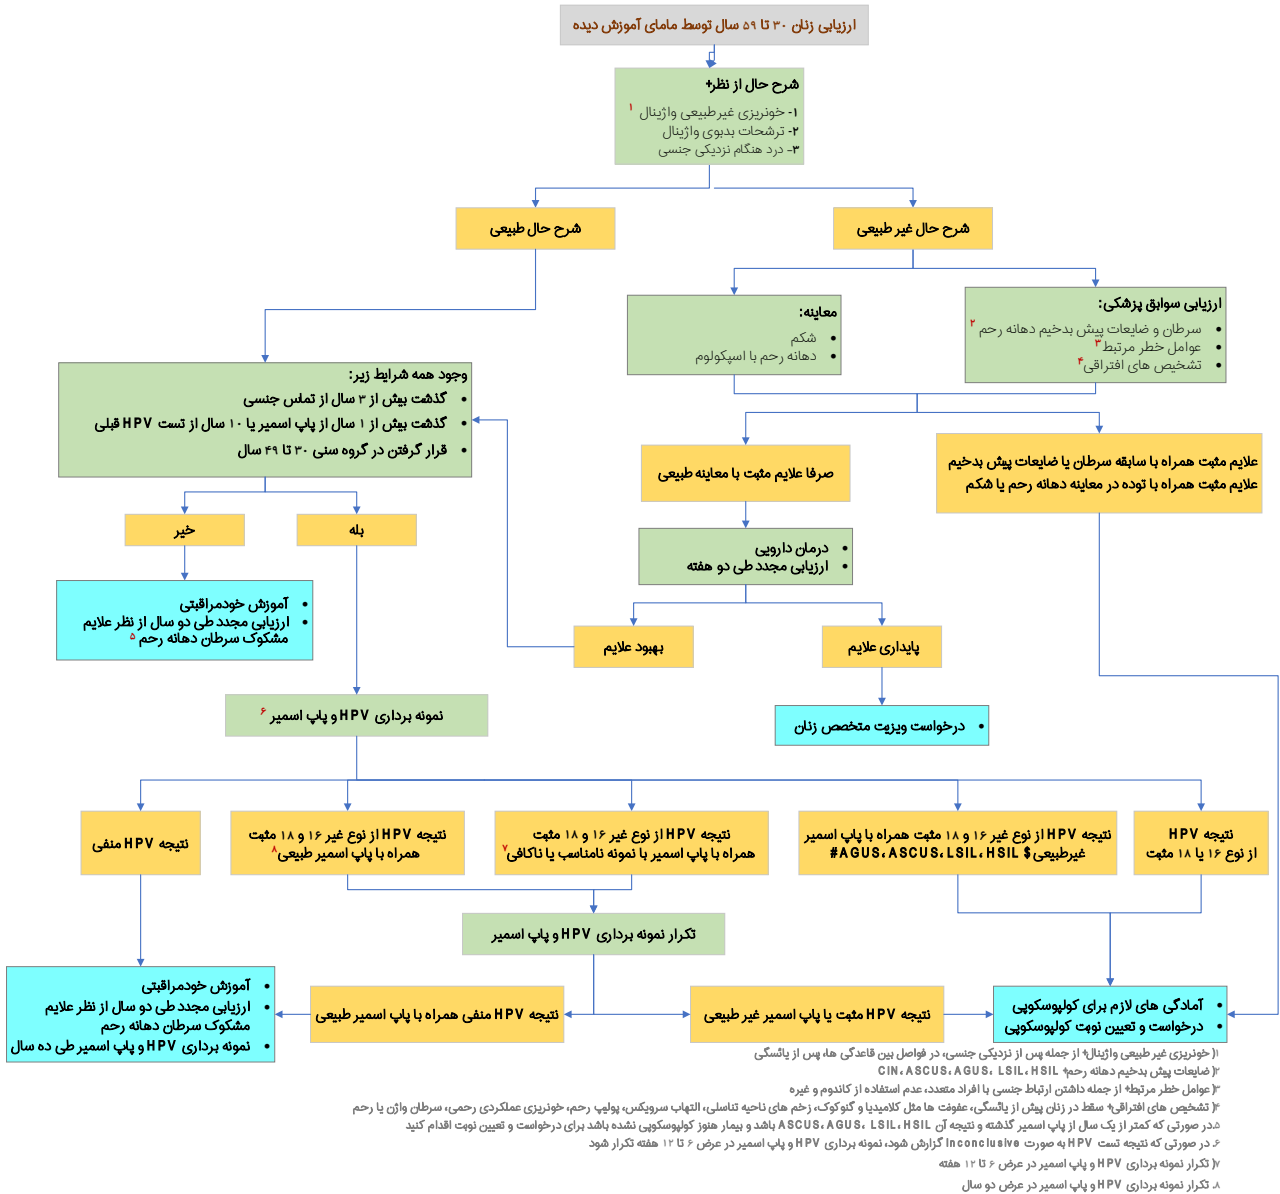 ارزیابی زنان ۳۰ تا ۵۹ سال توسط مامای آموزش دیده
شرح حال از نظر+
۱- خونریزی غیرطبیعی واژینال ۱
۲- ترشحات بدبوی واژینال
۳- درد هنگام نزدیکی جنسی
شرح حال غیر طبیعی
شرح حال طبیعی
ارزیابی سوابق پزشکی:
• سرطان و ضایعات پیش بدخیم دهانه رحم ۲
• عوامل خطر مرتبط۳
• تشخیص های افتراقی۴
معاینه:
• شکم
• دهانه رحم با اسپکولوم
وجود همه شرایط زیر:
• گذشت بیش از ۳ سال از تماس جنسی
• گذشت بیش از ۱ سال از پاپ اسمیر یا ۱۰ سال از تست HPV قبلی
• قرار گرفتن در گروه سنی ۳۰ تا ۴۹ سال
علایم مثبت همراه با سابقه سرطان یا ضایعات پیش بدخیم
علایم مثبت همراه با توده در معاینه دهانه رحم یا شکم
صرفا علایم مثبت با معاینه طبیعی
بله
خیر
• درمان دارویی
• ارزیابی مجدد طی دو هفته
• آموزش خودمراقبتی
• ارزیابی مجدد طی دو سال از نظر علایم
مشکوک سرطان دهانه رحم ۵
پایداری علایم
بهبود علایم
• درخواست ویزیت متخصص زنان
نمونه برداری HPV و پاپ اسمیر ۶
نتیجه HPV
از نوع ۱۶ یا ۱۸ مثبت
نتیجه HPV از نوع غیر ۱۶ و ۱۸ مثبت همراه با پاپ اسمیر
غیرطبیعی $ AGUS، ASCUS، LSIL، HSIL#
نتیجه HPV از نوع غیر ۱۶ و ۱۸ مثبت
همراه با پاپ اسمیر با نمونه نامناسب یا ناکافی۷
نتیجه HPV از نوع غیر ۱۶ و ۱۸ مثبت
همراه با پاپ اسمیر طبیعی۸
نتیجه HPV منفی
تکرار نمونه برداری HPV و پاپ اسمیر
• آمادگی های لازم برای کولپوسکوپی
• درخواست و تعیین نوبت کولپوسکوپی
نتیجه HPV مثبت یا پاپ اسمیر غیر طبیعی
نتیجه HPV منفی همراه با پاپ اسمیر طبیعی
• آموزش خودمراقبتی
• ارزیابی مجدد طی دو سال از نظر علایم
مشکوک سرطان دهانه رحم
• نمونه برداری HPV و پاپ اسمیر طی ده سال
۱( خونریزی غیر طبیعی واژینال+ از جمله پس از نزدیکی جنسی، در فواصل بین قاعدگی ها، پس از یائسگی
۲( ضایعات پیش بدخیم دهانه رحم+ CIN، ASCUS، AGUS، LSIL، HSIL
۳( عوامل خطر مرتبط+ از جمله داشتن ارتباط جنسی با افراد متعدد، عدم استفاده از کاندوم و غیره
۴( تشخیص های افتراقی+ سقط در زنان پیش از یائسگی، عفونت ها مثل کلامیدیا و گنوکوک، زخم های ناحیه تناسلی، التهاب سرویکس، پولیپ رحم، خونریزی عملکردی رحمی، سرطان واژن یا رحم
۵.در صورتی که کمتر از یک سال از پاپ اسمیر گذشته و نتیجه آن ASCUS، AGUS، LSIL، HSIL باشد و بیمار هنوز کولپوسکوپی نشده باشد برای درخواست و تعیین نوبت اقدام کنید
۶. در صورتی که نتیجه تست HPV به صورت Inconclusive گزارش شود، نمونه برداری HPV و پاپ اسمیر در عرض ۶ تا ۱۲ هفته تکرار شود
۷( تکرار نمونه برداری HPV و پاپ اسمیر در عرض ۶ تا ۱۲ هفته
۸. تکرار نمونه برداری HPV و پاپ اسمیر در عرض دو سال